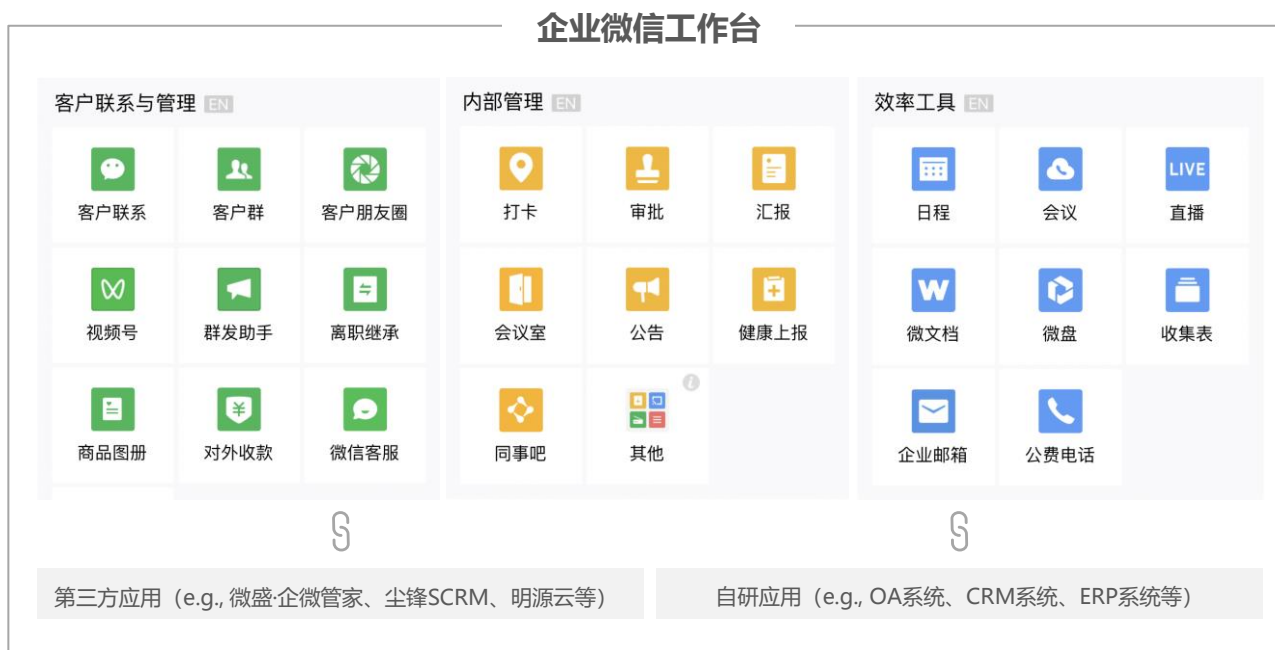 企业微信工作台
客户联系与管理 EN
客户联系 客户群 客户朋友圈
视频号 群发助手 离职继承
商品图册 对外收款 微信客服
内部管理 EN
打卡 审批 汇报
会议室 公告 健康上报
同事吧 其他
效率工具 EN
LIVE
日程 会议 直播
W
微文档 微盘 收集表
企业邮箱 公费电话
第三方应用（e.g., 微盛·企微管家、尘锋SCRM、明源云等）
自研应用（e.g., OA系统、CRM系统、ERP系统等）